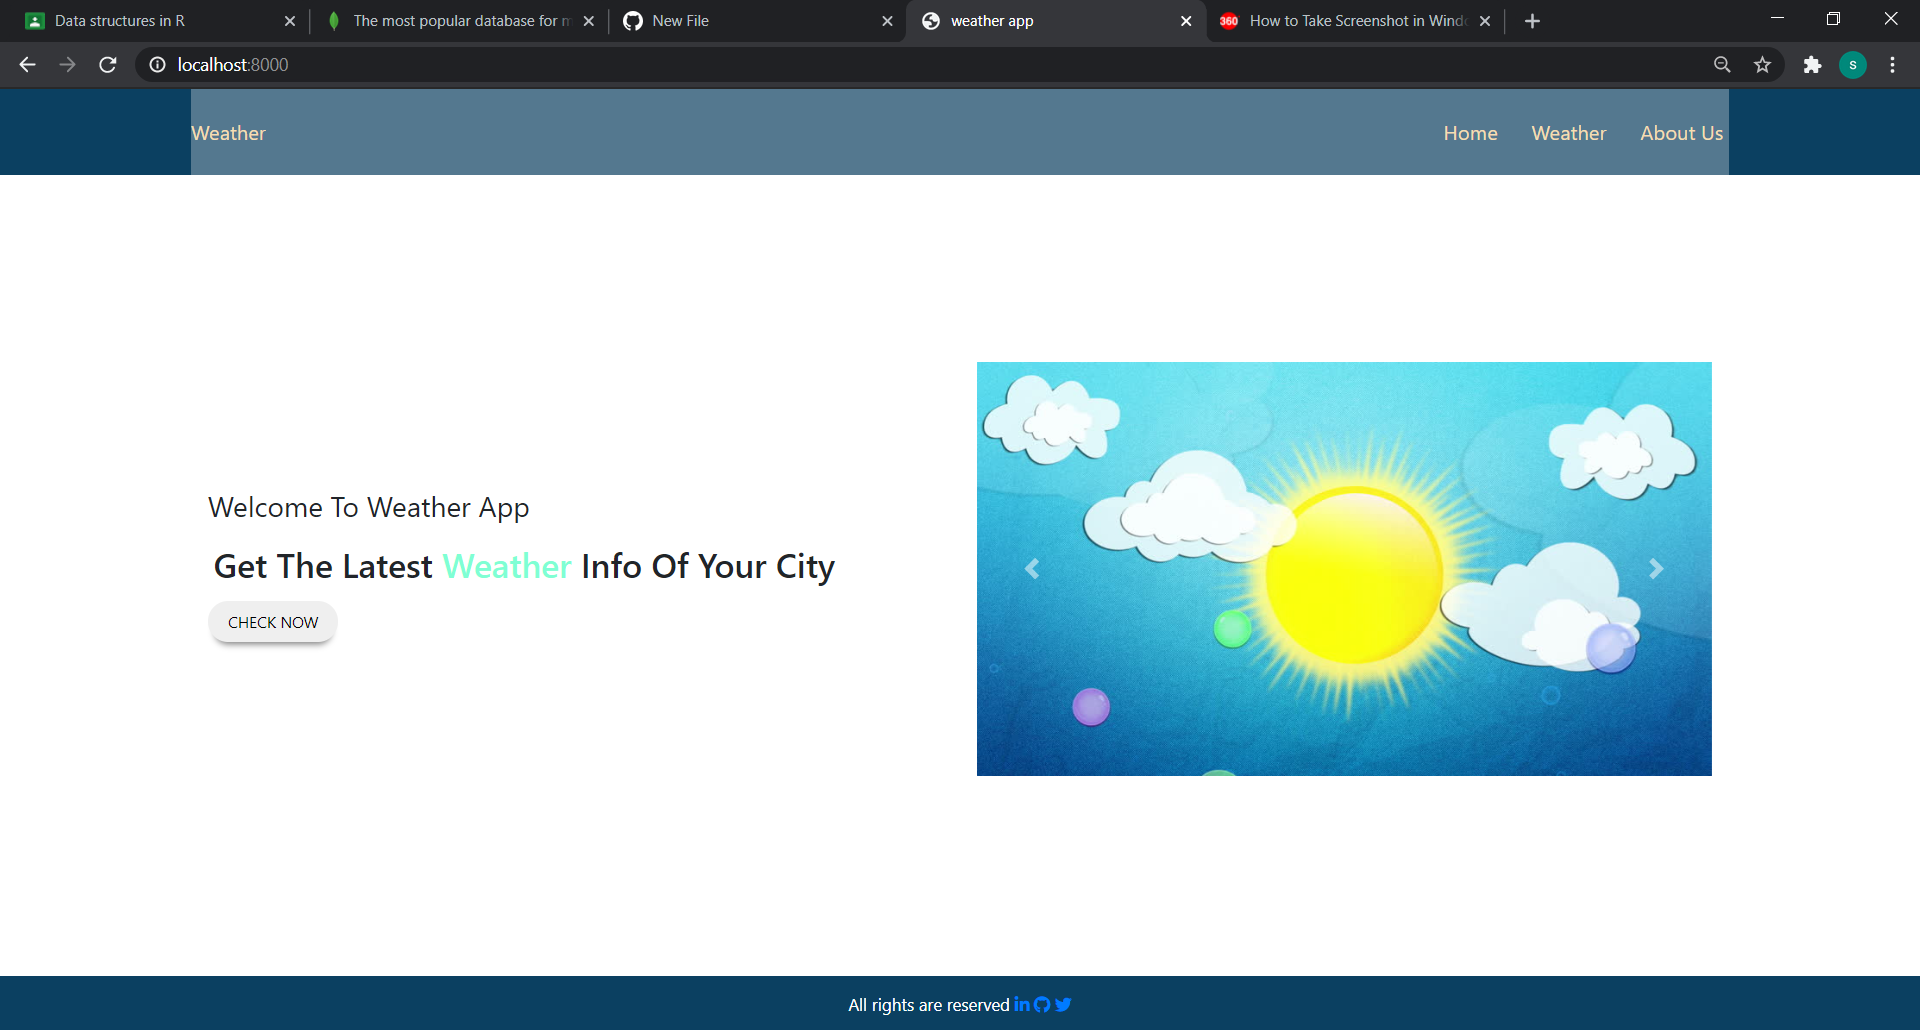 Data structures in R
The most popular database for m
New File
weather app
360 How to Take Screenshot in Windo
localhost:8000
S
Weather
Home Weather About Us
Welcome To Weather App
Get The Latest Weather Info Of Your City
CHECK NOW
All rights are reserved in